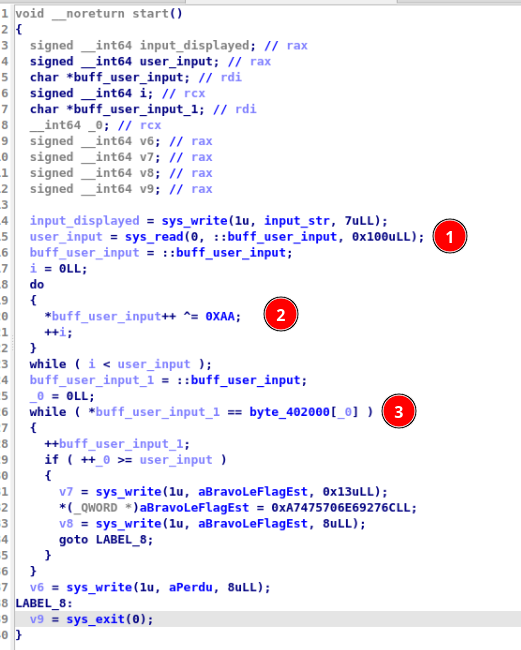 1 void __noreturn start()
2 {
3 signed __int64 input_displayed; // rax
4 signed __int64 user_input; // rax
5 char *buff_user_input; // rdi
6 signed __int64 i; // rcx
7 char *buff_user_input_1; // rdi
8 __int64 _0; // rcx
9 signed __int64 v6; // rax
0 signed __int64 v7; // rax
1 signed __int64 v8; // rax
2 signed __int64 v9; // rax
3
4 input_displayed = sys_write(1u, input_str, 7uLL);
5 user_input = sys_read(0, ::buff_user_input, 0x100uLL); 1
6 buff_user_input = ::buff_user_input;
7 i = 0LL;
8 do
9 {
0 *buff_user_input++ ^= 0XAA; 2
1 ++i;
2 }
3 while ( i < user_input );
4 buff_user_input_1 = ::buff_user_input;
5 _0 = 0LL;
6 while ( *buff_user_input_1 == byte_402000[_0] ) 3
7 {
8 ++buff_user_input_1;
9 if ( ++_0 >= user_input )
0 {
1 v7 = sys_write(1u, aBravoLeFlagEst, 0x13uLL);
2 *(_QWORD *)aBravoLeFlagEst = 0xA7475706E69276CLL;
3 v8 = sys_write(1u, aBravoLeFlagEst, 8uLL);
4 goto LABEL_8;
5 }
6 }
7 v6 = sys_write(1u, aPerdu, 8uLL);
8 LABEL_8:
9 v9 = sys_exit(0);
0 }